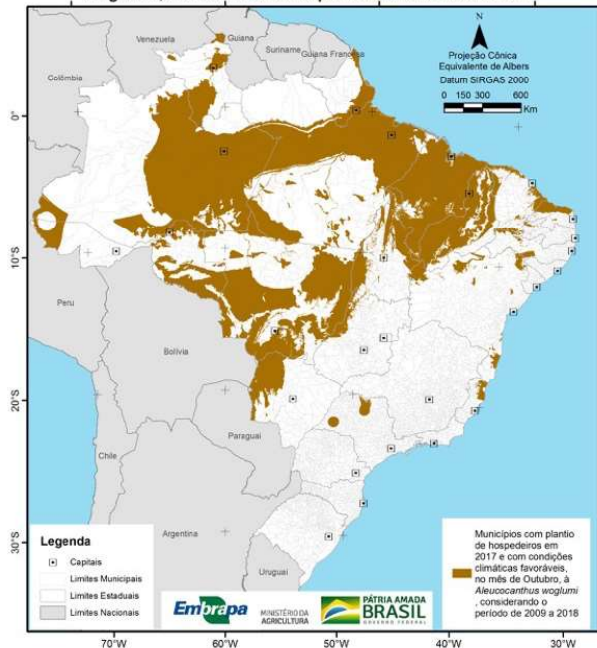 Venezuela
Guiana
Suriname
Guiana Francesa
Colômbia
N
Projeção Cônica
Equivalente de Albers
Datum SIRGAS 2000
0 150 300 600
Km
0°
10°S
20°S
30°S
Peru
Bolívia
Paraguai
Chile
Argentina
Uruguai
Legenda
Capitais
Limites Municipais
Limites Estaduais
Limites Nacionais
Embrapa
MINISTÉRIO DA
AGRICULTURA
PÁTRIA AMADA
BRASIL
GOVERNO FEDERAL
Municípios com plantio
de hospedeiros em
2017 e com condições
climáticas favoráveis,
no mês de Outubro, à
Aleucocanthus woglumi
, considerando o
período de 2009 a 2018
70°W 60°W 50°W 40°W 30°W